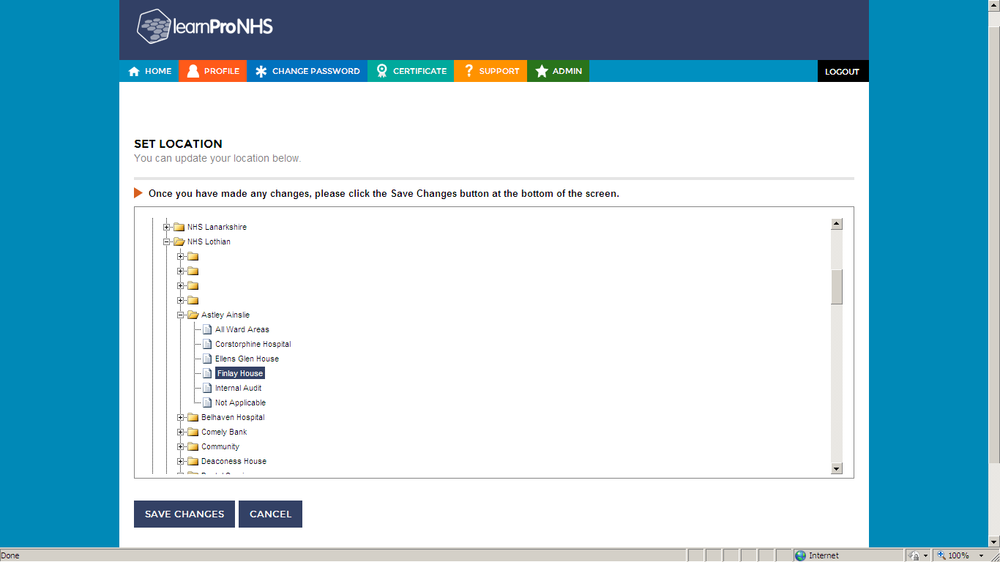 learnProNHS
HOME PROFILE CHANGE PASSWORD CERTIFICATE SUPPORT ADMIN LOGOUT
SET LOCATION
You can update your location below.
Once you have made any changes, please click the Save Changes button at the bottom of the screen.
NHS Lanarkshire
NHS Lothian
Astley Ainslie
All Ward Areas
Corstorphine Hospital
Ellens Glen House
Finlay House
Internal Audit
Not Applicable
Belhaven Hospital
Comely Bank
Community
Deaconess House
SAVE CHANGES CANCEL
Done Internet 100%